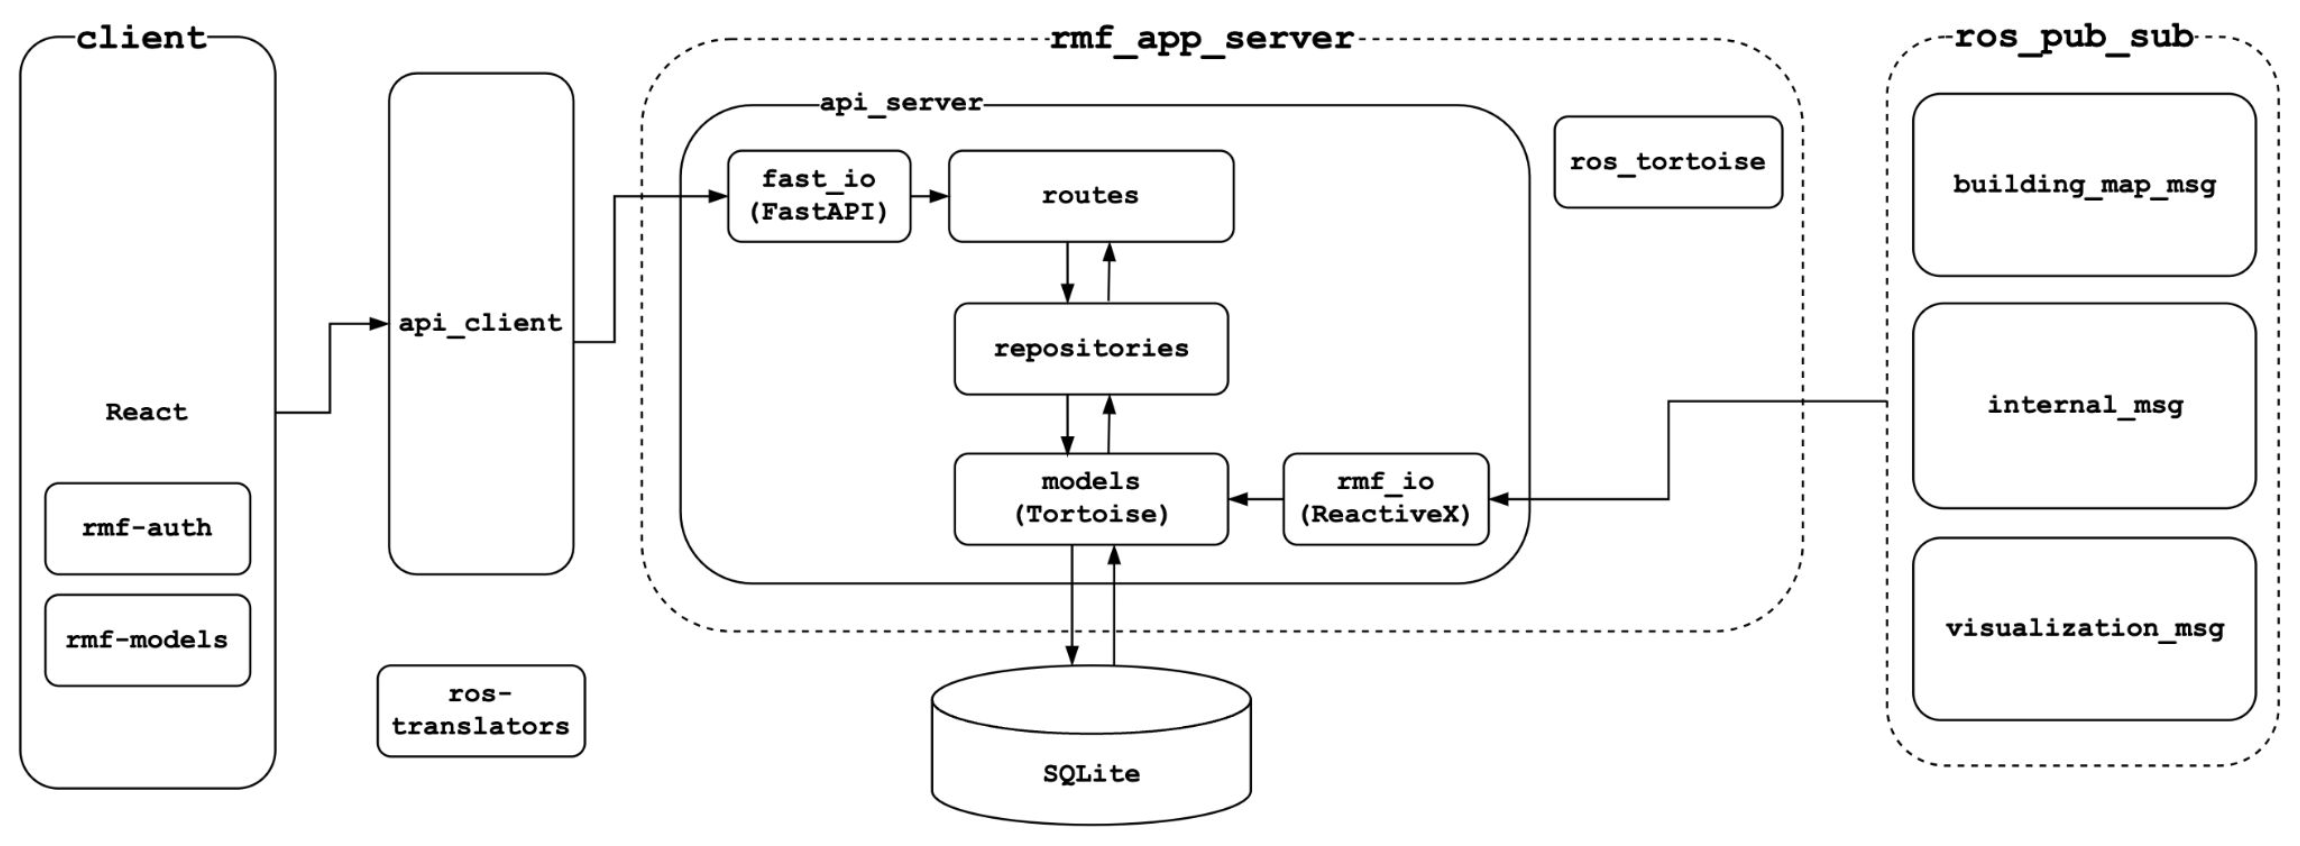 client
React
rmf-auth
rmf-models
api_client
ros-
translators
rmf_app_server
api_server
fast_io
(FastAPI)
routes
repositories
models
(Tortoise)
rmf_io
(ReactiveX)
ros_tortoise
SQLite
ros_pub_sub
building_map_msg
internal_msg
visualization_msg